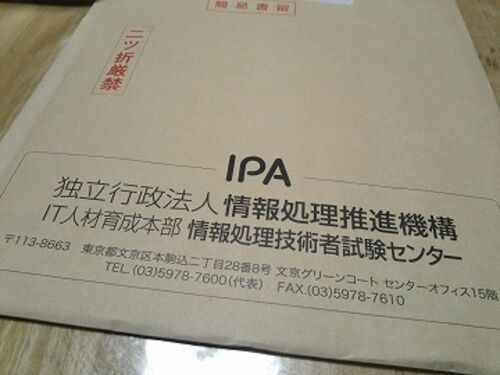 簡易書留
二ツ折厳禁
IPA
独立行政法人 情報処理推進機構
IT人材育成本部 情報処理技術者試験センター
〒113-8663 東京都文京区本駒込二丁目28番8号 文京グリーンコート センターオフィス15階
TEL.(03)5978-7600(代表) FAX.(03)5978-7610